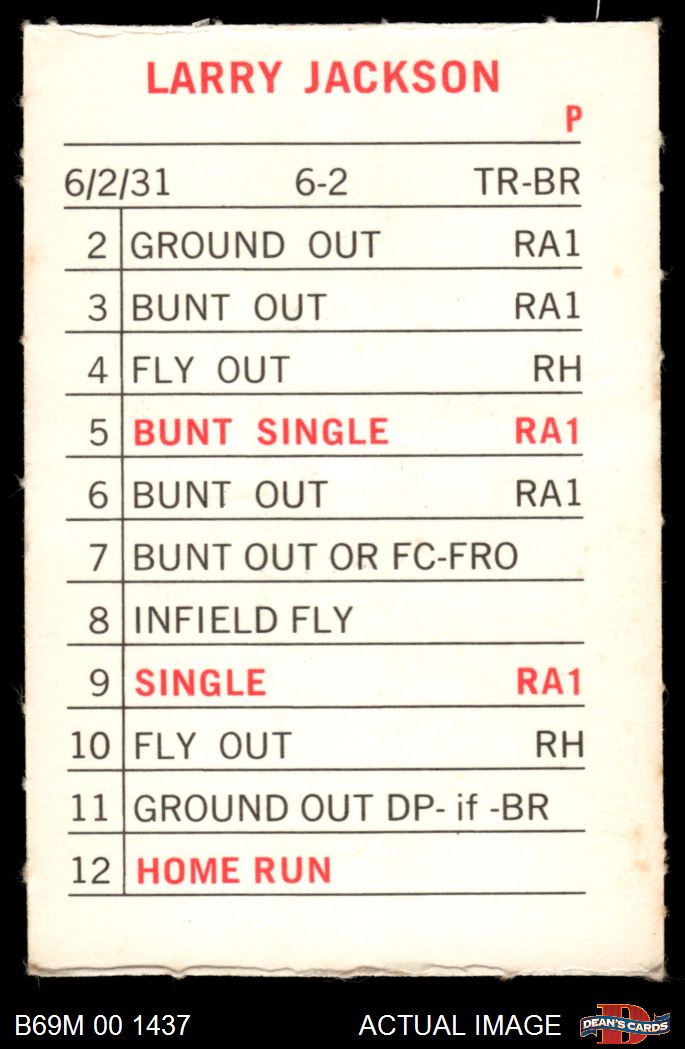 LARRY JACKSON
P
6/2/31 6-2 TR-BR
2 GROUND OUT RA1
3 BUNT OUT RA1
4 FLY OUT RH
5 BUNT SINGLE RA1
6 BUNT OUT RA1
7 BUNT OUT OR FC-FRO
8 INFIELD FLY
9 SINGLE RA1
10 FLY OUT RH
11 GROUND OUT DP- if -BR
12 HOME RUN
B69M 00 1437 ACTUAL IMAGE D DEAN'S CARDS